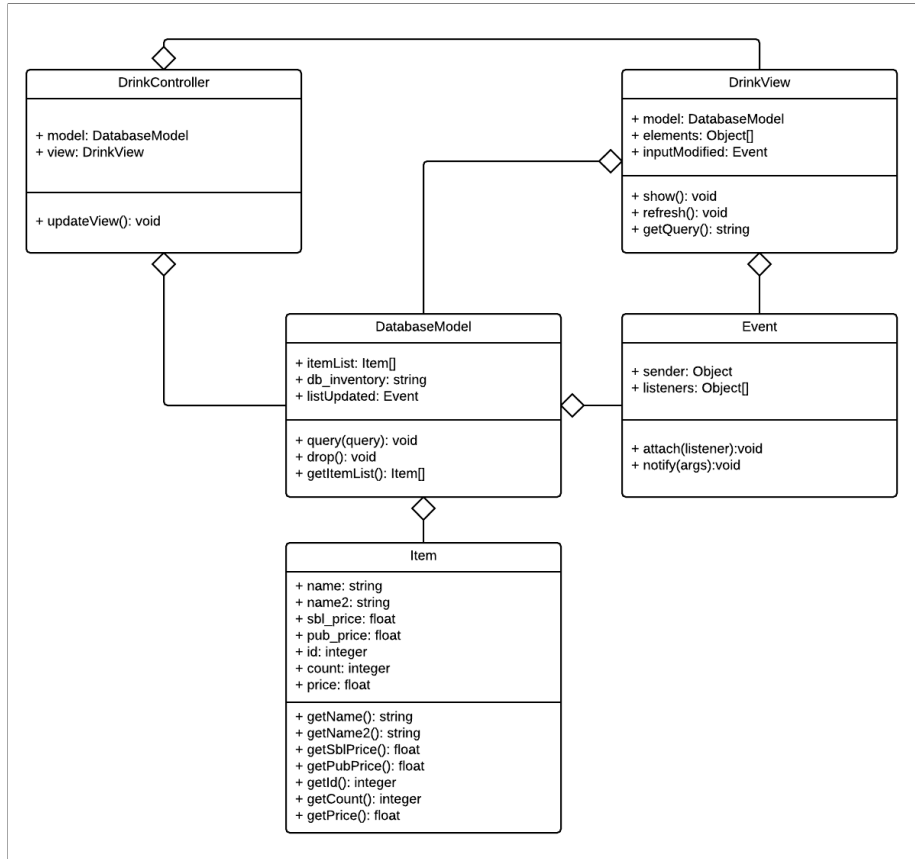 DrinkController
+ model: DatabaseModel
+ view: DrinkView
+ updateView(): void
DrinkView
+ model: DatabaseModel
+ elements: Object[]
+ inputModified: Event
+ show(): void
+ refresh(): void
+ getQuery(): string
DatabaseModel
+ itemList: Item[]
+ db_inventory: string
+ listUpdated: Event
+ query(query): void
+ drop(): void
+ getItemList(): Item[]
Event
+ sender: Object
+ listeners: Object[]
+ attach(listener):void
+ notify(args):void
Item
+ name: string
+ name2: string
+ sbl_price: float
+ pub_price: float
+ id: integer
+ count: integer
+ price: float
+ getName(): string
+ getName2(): string
+ getSblPrice(): float
+ getPubPrice(): float
+ getId(): integer
+ getCount(): integer
+ getPrice(): float